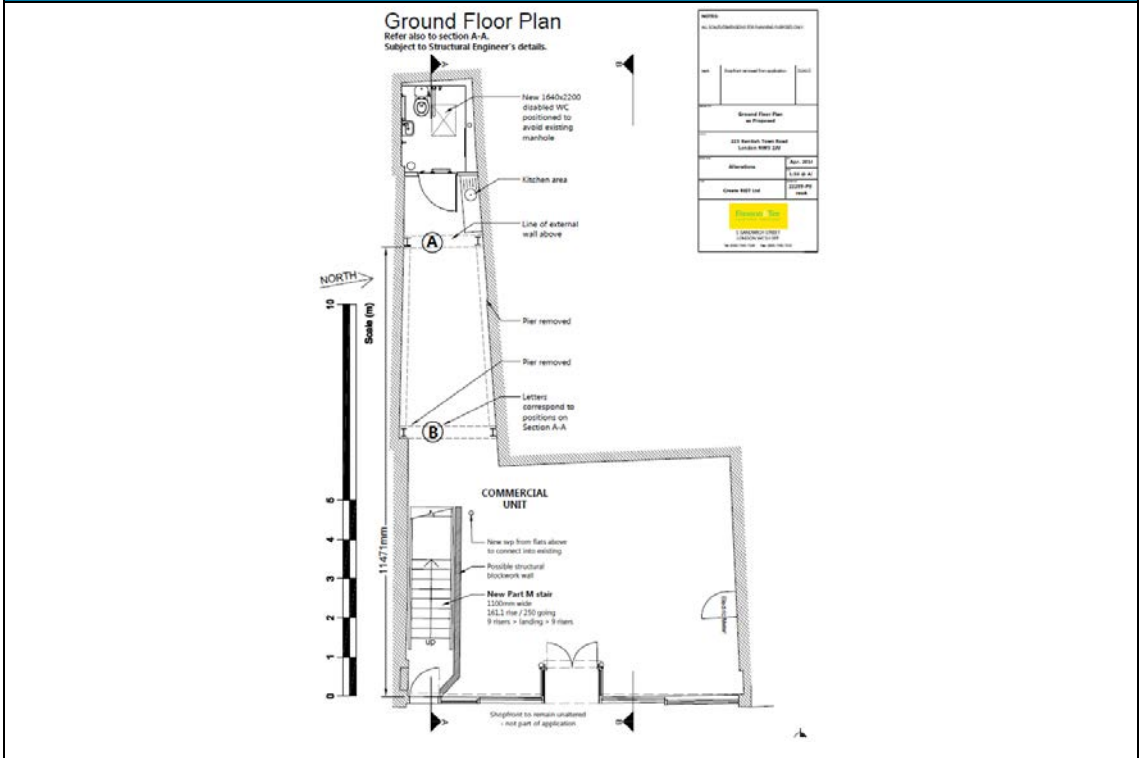 Ground Floor Plan
Refer also to section A-A.
Subject to Structural Engineer's details.
A
B
New 1640x2200
disabled WC
positioned to
avoid existing
manhole
Kitchen area
Line of external
wall above
A
NORTH
10
Scale (m)
Pier removed
Pier removed
Letters
correspond to
positions on
Section A-A
B
COMMERCIAL
UNIT
5
4
3
2
1
0
11471mm
New svp from flats above
to connect into existing
Possible structural
blockwork wall
New Part M stair
1100mm wide
161.1 rise / 250 going
9 risers > landing > 9 risers
up
Electric Meter
Shopfront to remain unaltered
- not part of application
A
B
NOTES:
Ground Floor Plan
as Proposed
Alterations